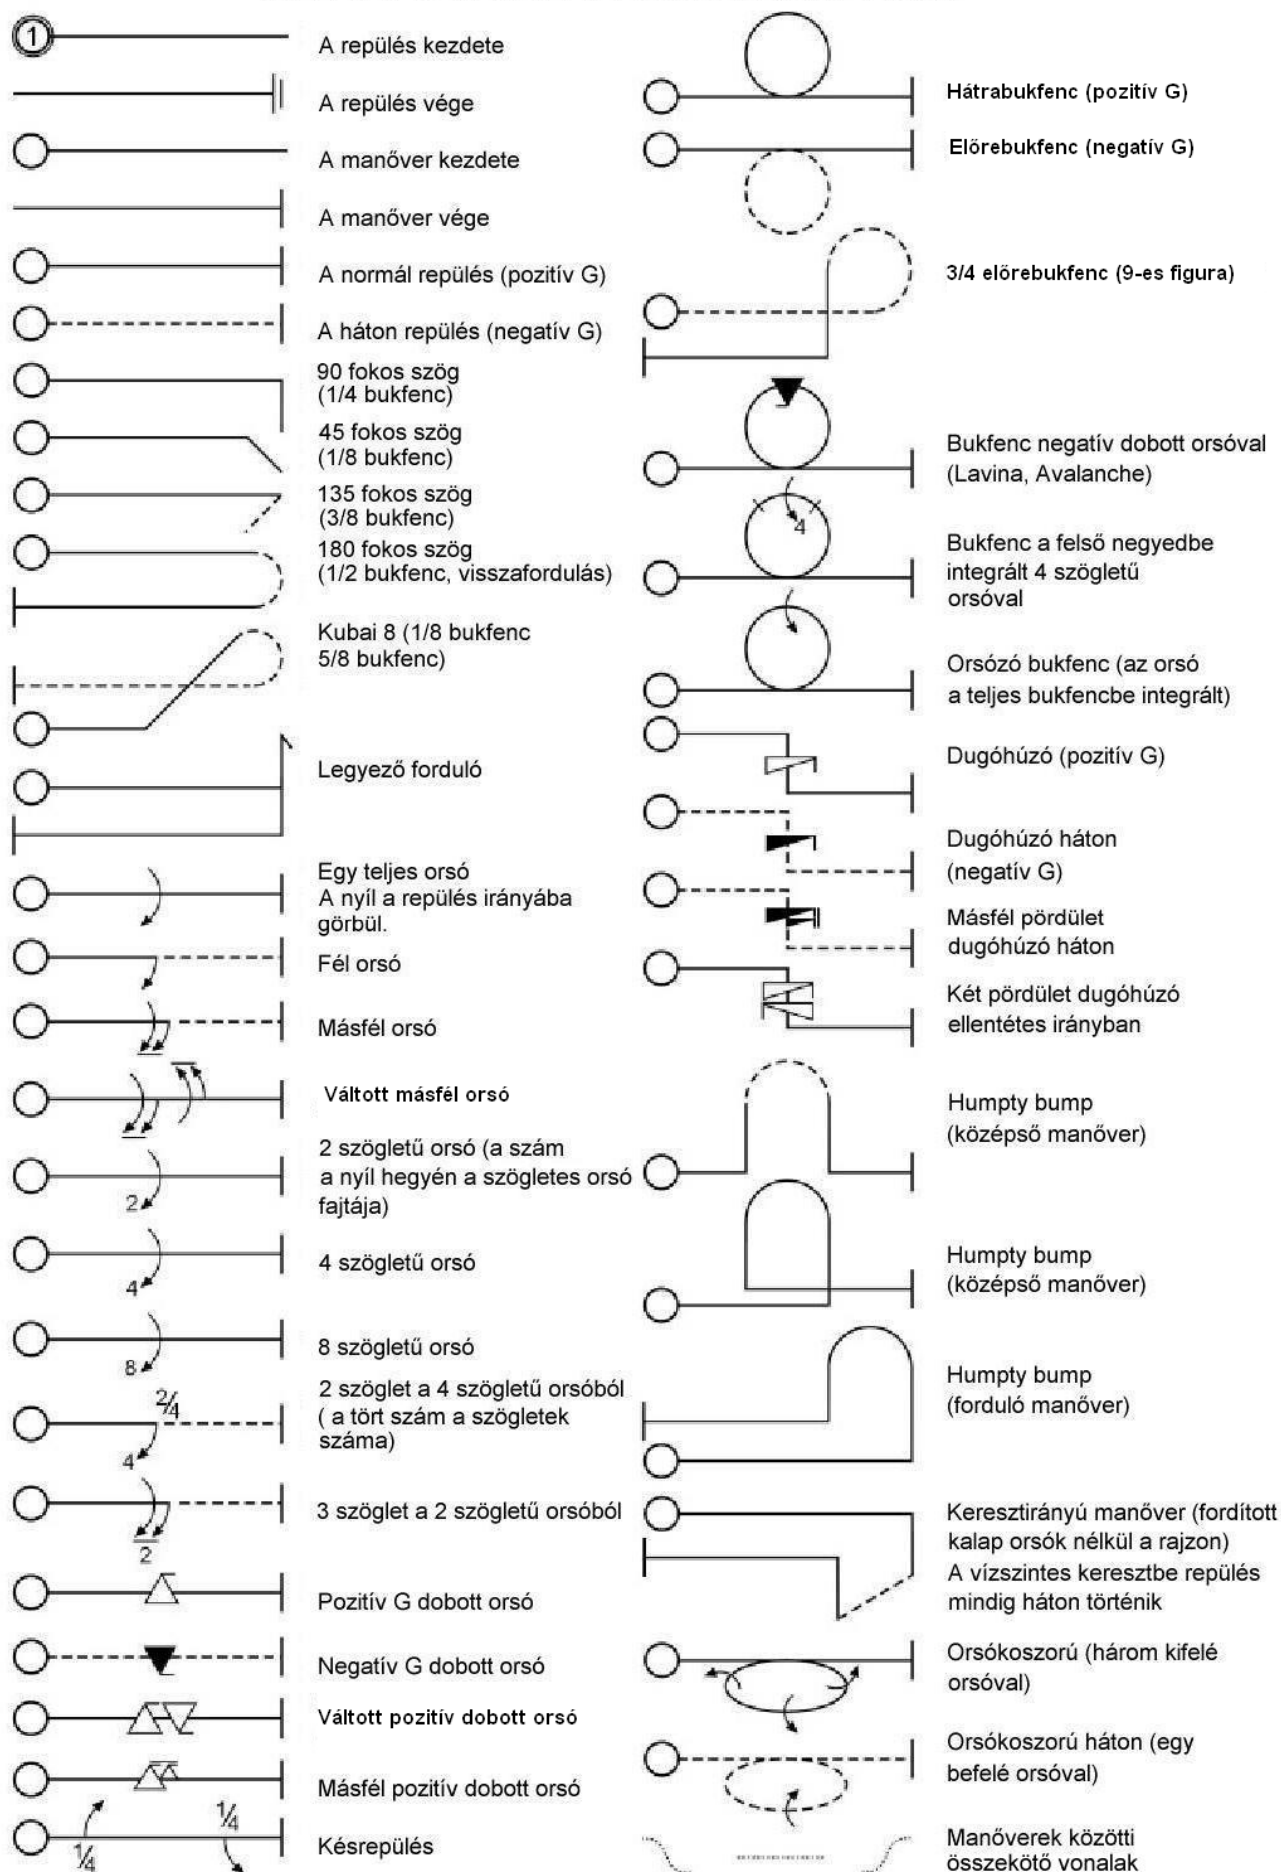 1
A repülés kezdete
A repülés vége
A manőver kezdete
A manőver vége
A normál repülés (pozitív G)
A háton repülés (negatív G)
90 fokos szög
(1/4 bukfenc)
45 fokos szög
(1/8 bukfenc)
135 fokos szög
(3/8 bukfenc)
180 fokos szög
(1/2 bukfenc, visszafordulás)
Kubai 8 (1/8 bukfenc
5/8 bukfenc)
Legyező forduló
Egy teljes orsó
A nyíl a repülés irányába
görbül.
Fél orsó
Másfél orsó
Váltott másfél orsó
2 szögletű orsó (a szám
a nyíl hegyén a szögletes orsó
fajtája)
2
4 szögletű orsó
4
8 szögletű orsó
8
2 szöglet a 4 szögletű orsóból
( a tört szám a szögletek
száma)
2/4
4
3 szöglet a 2 szögletű orsóból
2
Pozitív G dobott orsó
Negatív G dobott orsó
Váltott pozitív dobott orsó
Másfél pozitív dobott orsó
1/4
1/4
Késrepülés
Hátrabukfenc (pozitív G)
Előrebukfenc (negatív G)
3/4 előrebukfenc (9-es figura)
Bukfenc negatív dobott orsóval
(Lavina, Avalanche)
4
Bukfenc a felső negyedbe
integrált 4 szögletű
orsóval
Orsózó bukfenc (az orsó
a teljes bukfencbe integrált)
Dugóhúzó (pozitív G)
Dugóhúzó háton
(negatív G)
Másfél pördület
dugóhúzó háton
Két pördület dugóhúzó
ellentétes irányban
Humpty bump
(középső manőver)
Humpty bump
(középső manőver)
Humpty bump
(forduló manőver)
Keresztirányú manőver (fordított
kalap orsók nélkül a rajzon)
A vízszintes keresztbe repülés
mindig háton történik
Orsókoszorú (három kifelé
orsóval)
Orsókoszorú háton (egy
befelé orsóval)
Manőverek közötti
összekötő vonalak